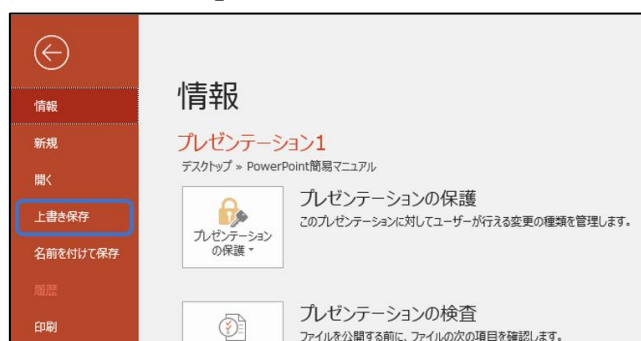 情報
新規
開く
上書き保存
名前を付けて保存
履歴
印刷
情報
プレゼンテーション1
デスクトップ » PowerPoint簡易マニュアル
プレゼンテーション
の保護
プレゼンテーションの保護
このプレゼンテーションに対してユーザーが行える変更の種類を管理します。
プレゼンテーションの検査
ファイルを公開する前に、ファイルの次の項目を確認します。